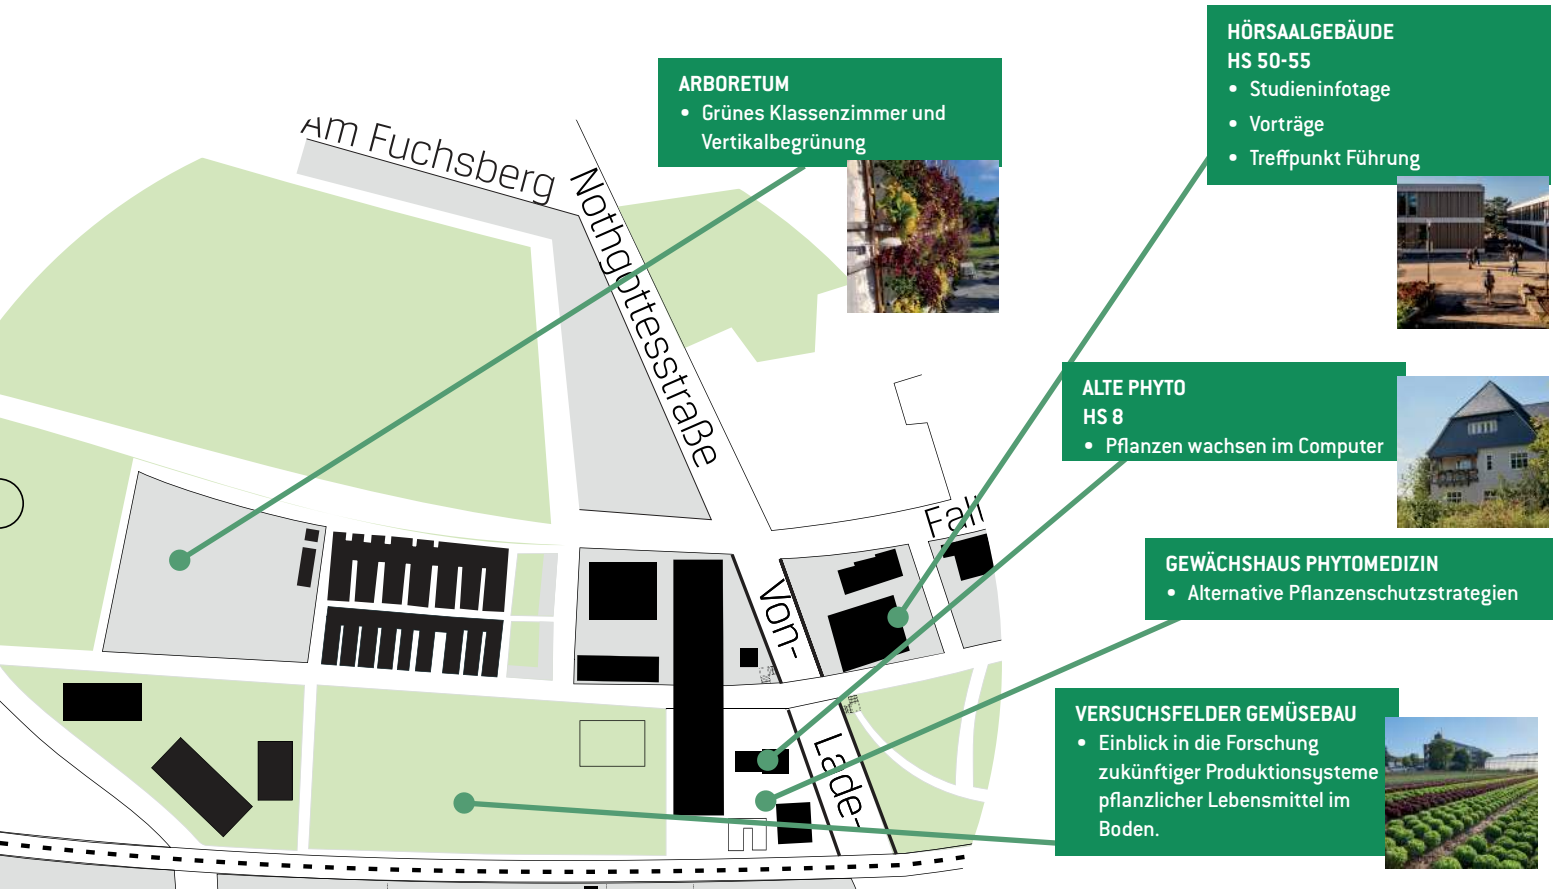 ARBORETUM
• Grünes Klassenzimmer und
Vertikalbegrünung
HÖRSAALGEBÄUDE
HS 50-55
• Studieninfotage
• Vorträge
• Treffpunkt Führung
Am Fuchsberg
Nothgottesstraße
ALTE PHYTO
HS 8
• Pflanzen wachsen im Computer
GEWÄCHSHAUS PHYTOMEDIZIN
• Alternative Pflanzenschutzstrategien
Von-
Lade-
VERSUCHSFELDER GEMÜSEBAU
• Einblick in die Forschung
zukünftiger Produktionsysteme
pflanzlicher Lebensmittel im
Boden.